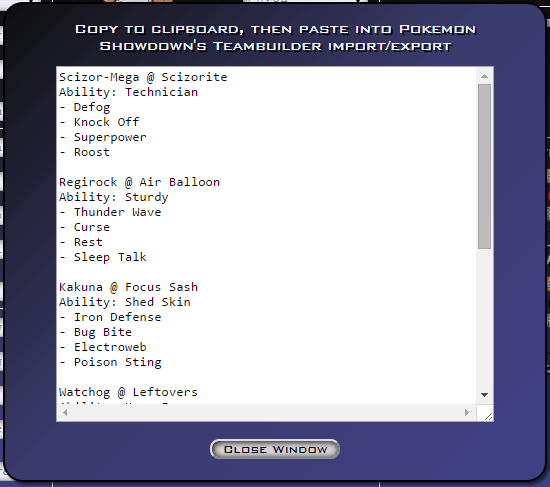 Copy to clipboard, then paste into Pokemon
Showdown's Teambuilder import/export
Scizor-Mega @ Scizorite
Ability: Technician
- Defog
- Knock Off
- Superpower
- Roost
Regirock @ Air Balloon
Ability: Sturdy
- Thunder Wave
- Curse
- Rest
- Sleep Talk
Kakuna @ Focus Sash
Ability: Shed Skin
- Iron Defense
- Bug Bite
- Electroweb
- Poison Sting
Watchog @ Leftovers
Close Window